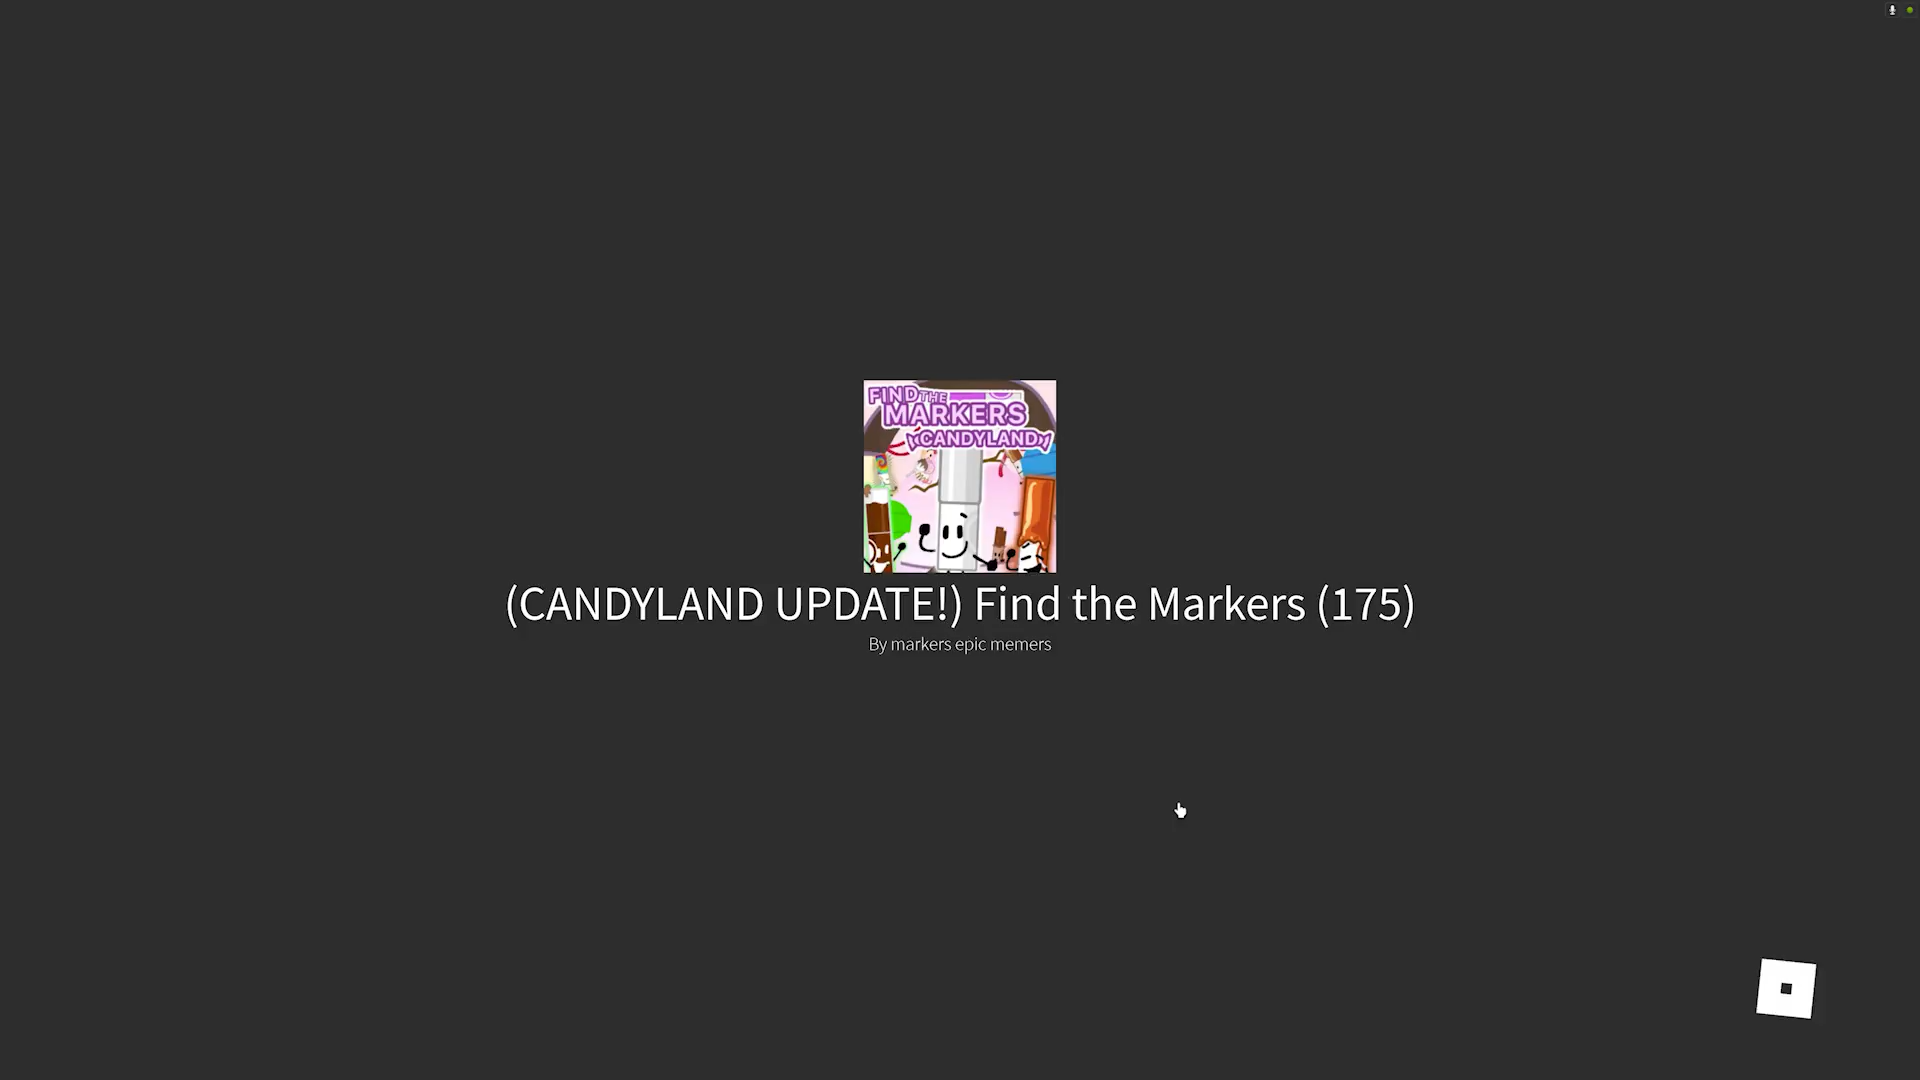 FIND THE
MARKERS
CANDYLAND
(CANDYLAND UPDATE!) Find the Markers (175)
By markers epic memers